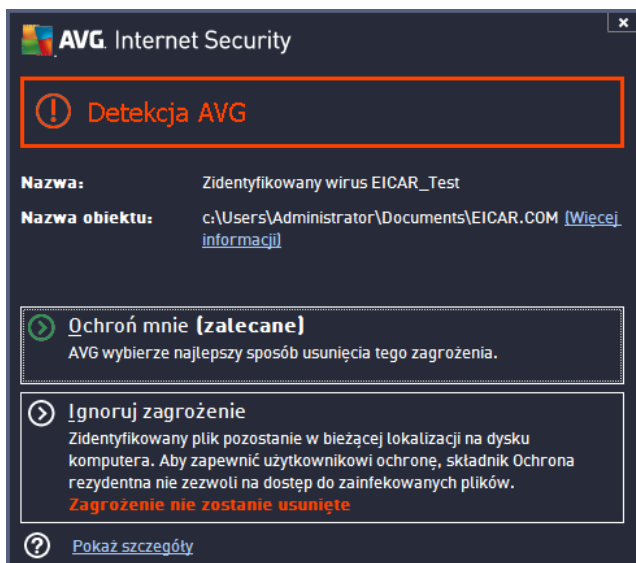 AVG. Internet Security
Detekcja AVG
Nazwa: Zidentyfikowany wirus EICAR_Test
Nazwa obiektu: c:\Users\Administrator\Documents\EICAR.COM (Więcej
informacji)
Ochroń mnie (zalecane)
AVG wybierze najlepszy sposób usunięcia tego zagrożenia.
Ignoruj zagrożenie
Zidentyfikowany plik pozostanie w bieżącej lokalizacji na dysku
komputera. Aby zapewnić użytkownikowi ochronę, składnik Ochrona
rezydentna nie zezwoli na dostęp do zainfekowanych plików.
Zagrożenie nie zostanie usunięte
Pokaż szczegóły